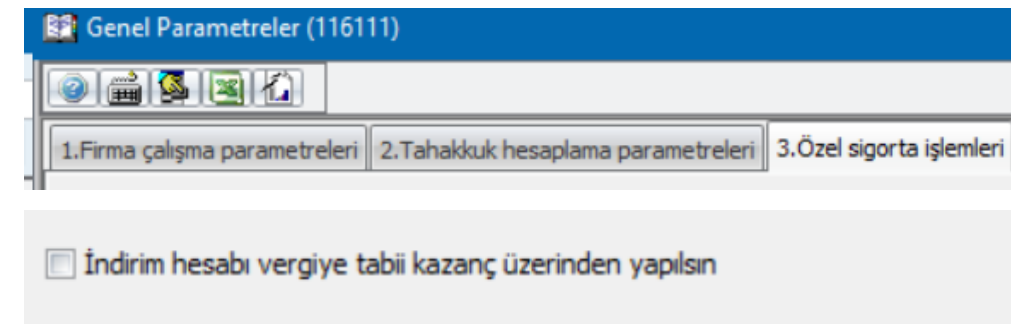 Genel Parametreler (116111)
1.Firma çalışma parametreleri 2.Tahakkuk hesaplama parametreleri 3.Özel sigorta işlemleri
İndirim hesabı vergiye tabii kazanç üzerinden yapılsın